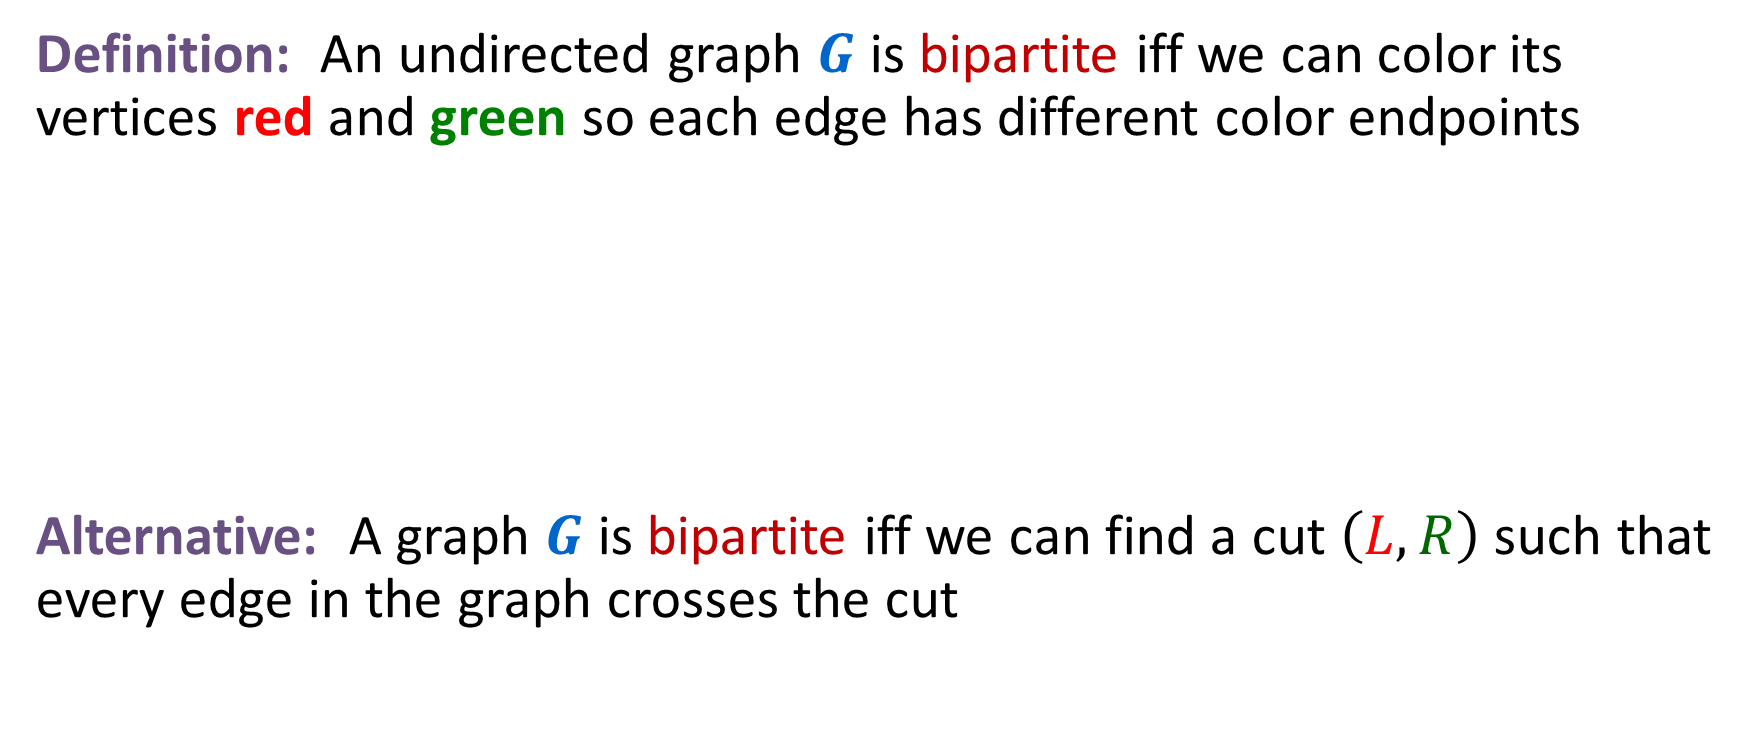 Definition: An undirected graph G is bipartite iff we can color its
vertices red and green so each edge has different color endpoints
Alternative: A graph G is bipartite iff we can find a cut (L, R) such that
every edge in the graph crosses the cut